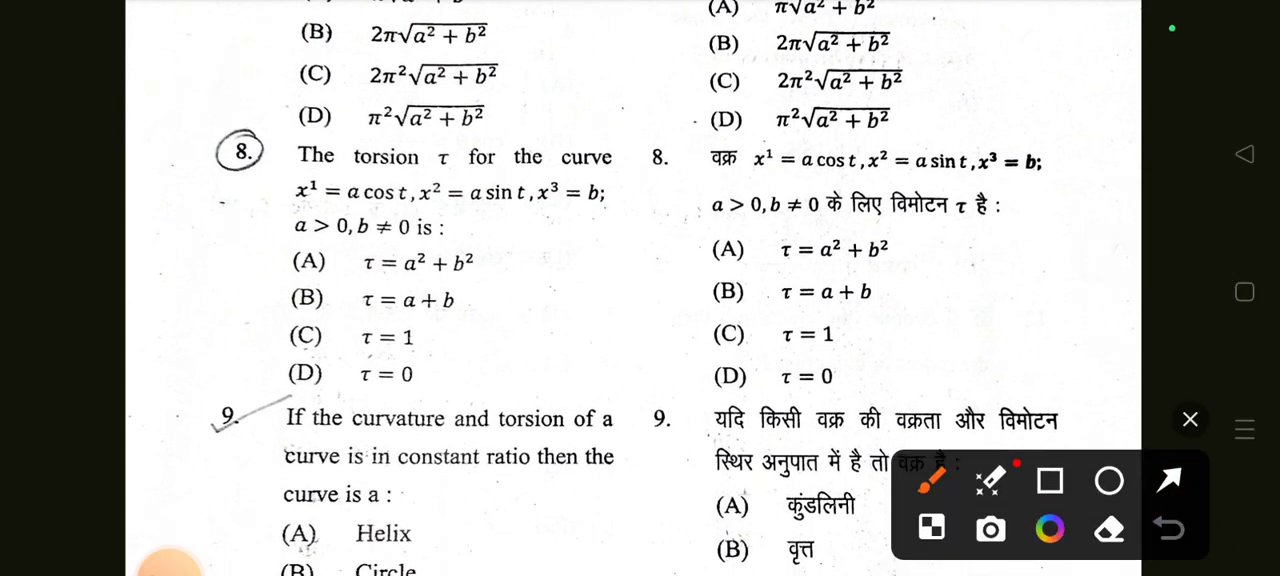 (B) 2π√a² + b²
(C) 2π²√a² + b²
(D) π²√a² + b²
8. The torsion τ for the curve
x¹ = a cos t, x² = a sin t, x³ = b;
a > 0, b ≠ 0 is :
(A) τ = a² + b²
(B) τ = a + b
(C) τ = 1
(D) τ = 0
9. If the curvature and torsion of a
curve is in constant ratio then the
curve is a :
(A) Helix
(B) Circle
(A) π√a² + b²
(B) 2π√a² + b²
(C) 2π²√a² + b²
(D) π²√a² + b²
8. वक्र x¹ = a cos t, x² = a sin t, x³ = b;
a > 0, b ≠ 0 के लिए विमोटन τ है :
(A) τ = a² + b²
(B) τ = a + b
(C) τ = 1
(D) τ = 0
9. यदि किसी वक्र की वक्रता और विमोटन
स्थिर अनुपात में है तो वक्र है :
(A) कुंडलिनी
(B) वृत्त